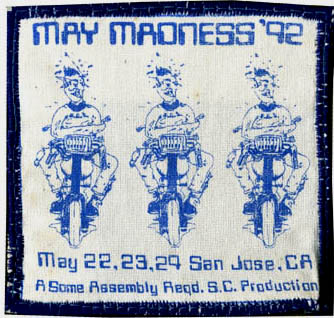 MAY MADNESS '92
May 22, 23, 24 San Jose, CA
A Some Assembly Reqd. S.C. Production